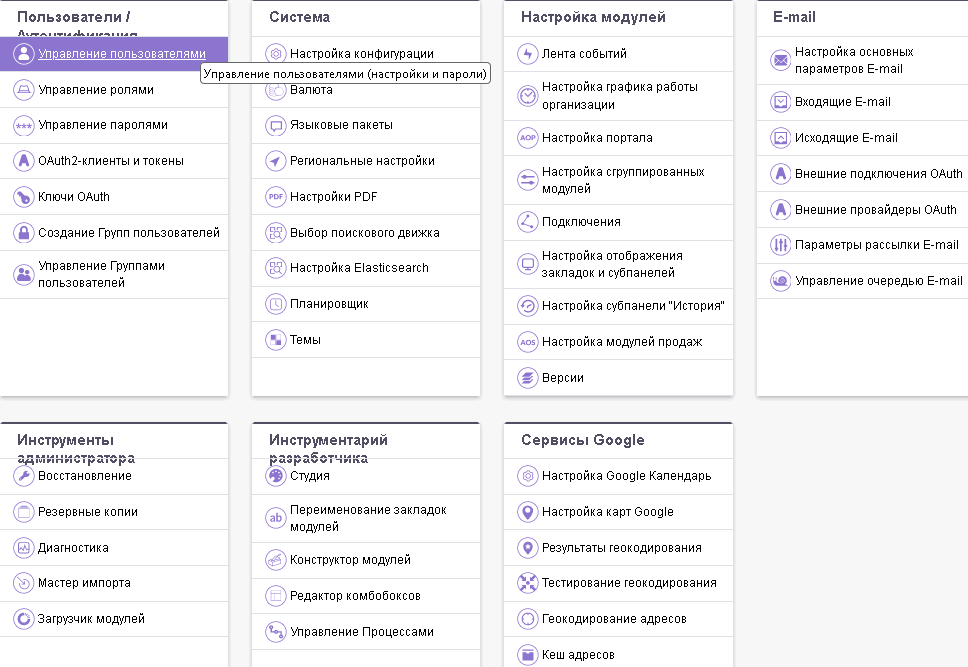 Пользователи /
Аутентификация
Управление пользователями
Управление пользователями (настройки и пароли)
Управление ролями
Управление паролями
OAuth2-клиенты и токены
Ключи OAuth
Создание Групп пользователей
Управление Группами
пользователей
Система
Настройка конфигурации
Валюта
Языковые пакеты
Региональные настройки
PDF
Настройки PDF
Выбор поискового движка
Настройка Elasticsearch
Планировщик
Темы
Настройка модулей
Лента событий
Настройка графика работы
организации
AOP
Настройка портала
Настройка сгруппированных
модулей
Подключения
Настройка отображения
закладок и субпанелей
Настройка субпанели "История"
AOS
Настройка модулей продаж
Версии
E-mail
Настройка основных
параметров E-mail
Входящие E-mail
Исходящие E-mail
Внешние подключения OAuth
Внешние провайдеры OAuth
Параметры рассылки E-mail
Управление очередью E-mail
Инструменты
администратора
Восстановление
Резервные копии
Диагностика
Мастер импорта
Загрузчик модулей
Инструментарий
разработчика
Студия
ab
Переименование закладок
модулей
Конструктор модулей
Редактор комбобоксов
Управление Процессами
Сервисы Google
Настройка Google Календарь
Настройка карт Google
Результаты геокодирования
Тестирование геокодирования
Геокодирование адресов
Кеш адресов